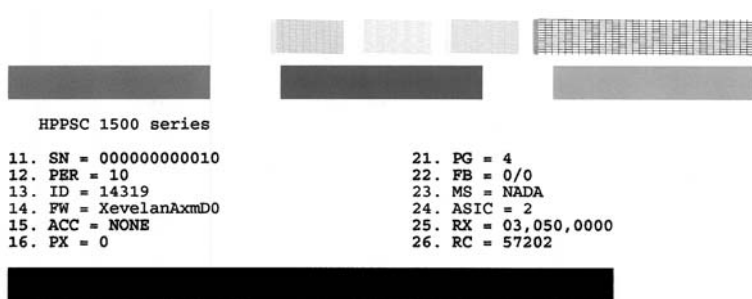 HPPSC 1500 series
11. SN = 000000000010
12. PER = 10
13. ID = 14319
14. FW = XevelanAxmD0
15. ACC = NONE
16. PX = 0
21. PG = 4
22. FB = 0/0
23. MS = NADA
24. ASIC = 2
25. RX = 03,050,0000
26. RC = 57202